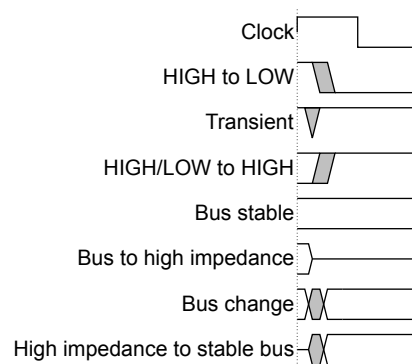 Clock
HIGH to LOW
Transient
HIGH/LOW to HIGH
Bus stable
Bus to high impedance
Bus change
High impedance to stable bus